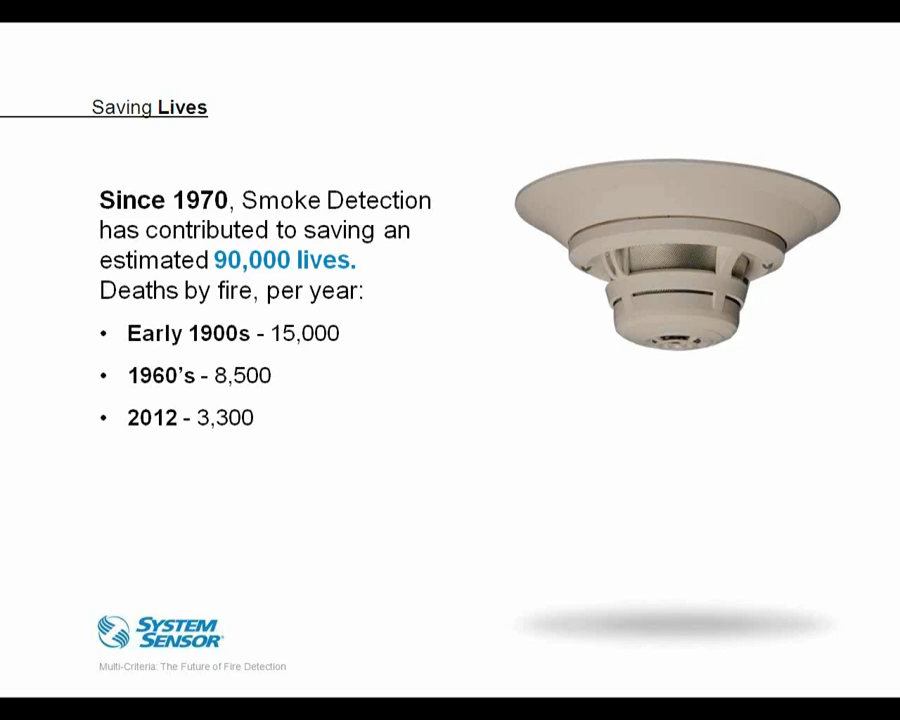 Saving Lives
Since 1970, Smoke Detection
has contributed to saving an
estimated 90,000 lives.
Deaths by fire, per year:
• Early 1900s - 15,000
• 1960's - 8,500
• 2012 - 3,300
SYSTEM
SENSOR
Multi-Criteria: The Future of Fire Detection